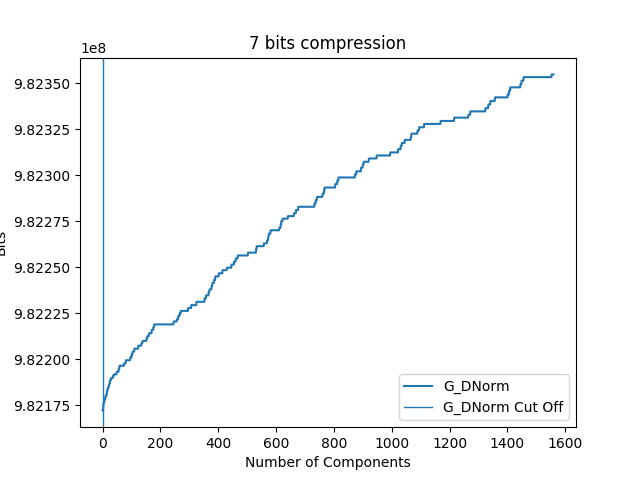 7 bits compression
1e8
9.82350
9.82325
9.82300
9.82275
9.82250
9.82225
9.82200
9.82175
Bits
0 200 400 600 800 1000 1200 1400 1600
Number of Components
G_DNorm
G_DNorm Cut Off